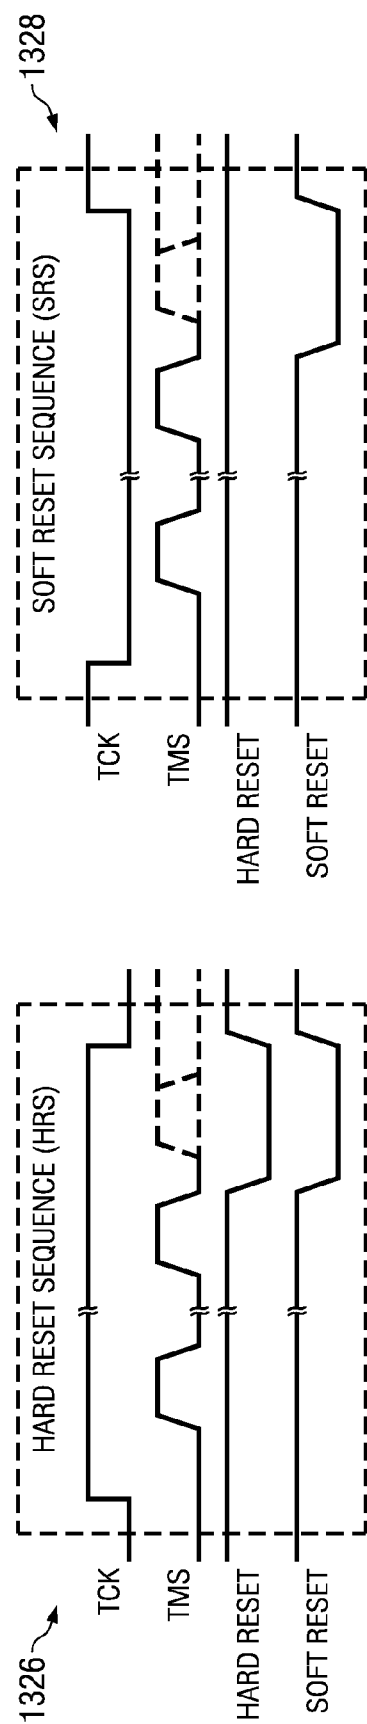 1326
HARD RESET SEQUENCE (HRS)
TCK
TMS
HARD RESET
SOFT RESET
1328
SOFT RESET SEQUENCE (SRS)
TCK
TMS
HARD RESET
SOFT RESET